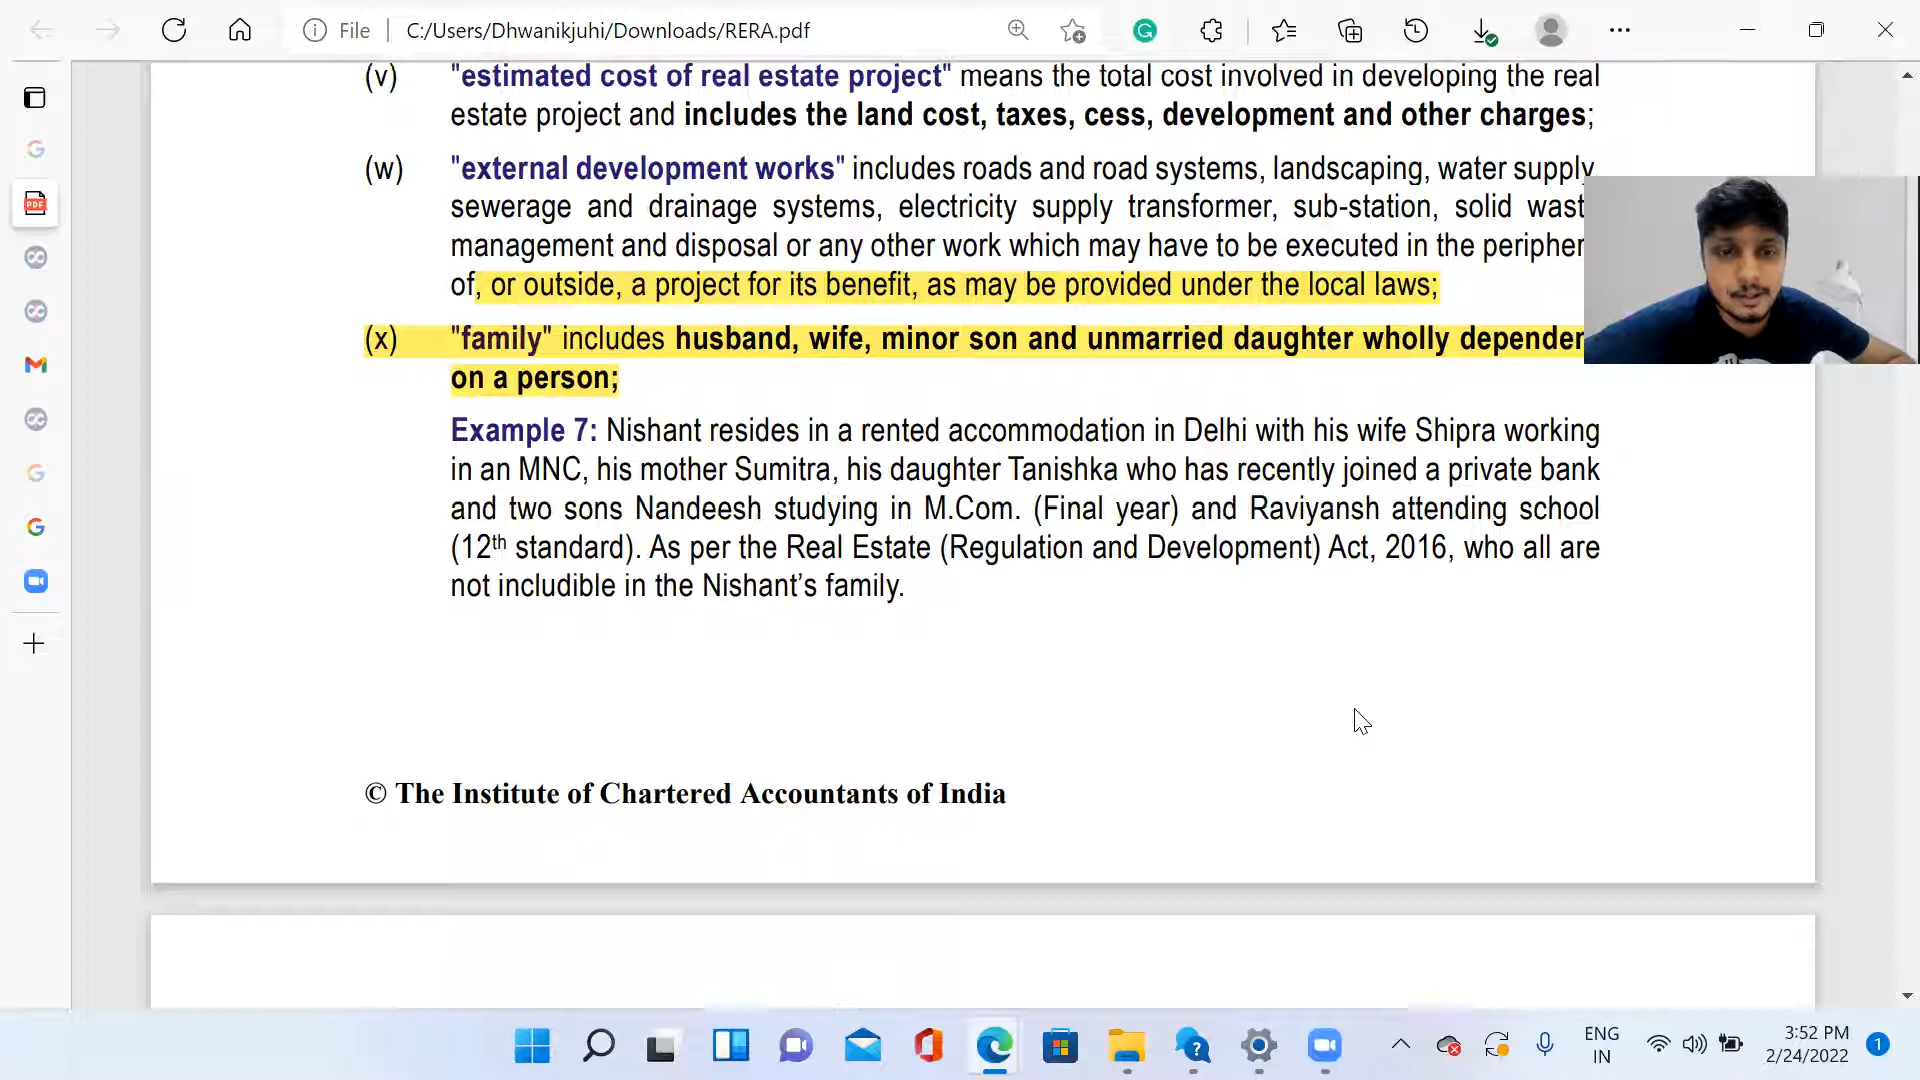 File
C:/Users/Dhwanikjuhi/Downloads/RERA.pdf
(v) "estimated cost of real estate project" means the total cost involved in developing the real
estate project and includes the land cost, taxes, cess, development and other charges;
(w) "external development works" includes roads and road systems, landscaping, water supply,
sewerage and drainage systems, electricity supply transformer, sub-station, solid wast
management and disposal or any other work which may have to be executed in the peripher
of, or outside, a project for its benefit, as may be provided under the local laws;
(x) "family" includes husband, wife, minor son and unmarried daughter wholly depender
on a person;
Example 7: Nishant resides in a rented accommodation in Delhi with his wife Shipra working
in an MNC, his mother Sumitra, his daughter Tanishka who has recently joined a private bank
and two sons Nandeesh studying in M.Com. (Final year) and Raviyansh attending school
(12th standard). As per the Real Estate (Regulation and Development) Act, 2016, who all are
not includible in the Nishant's family.
© The Institute of Chartered Accountants of India
PDF
ENG
IN
3:52 PM
2/24/2022
1